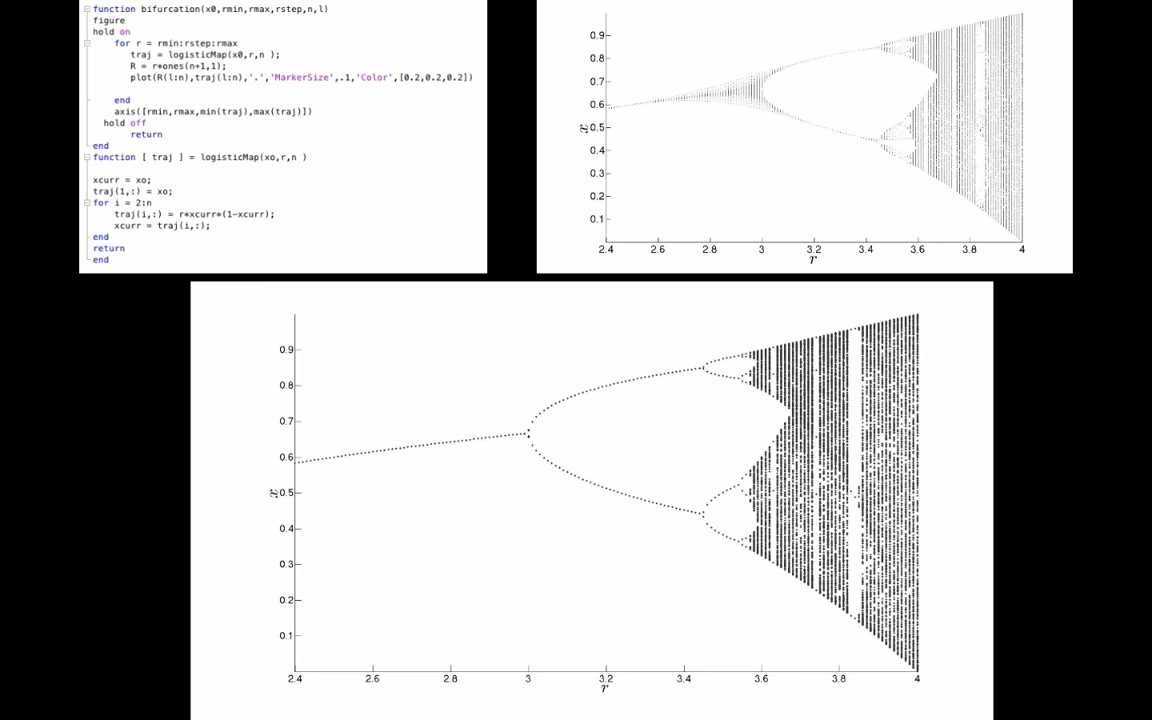 function bifurcation(x0,rmin,rmax,rstep,n,l)
figure
hold on
for r = rmin:rstep:rmax
traj = logisticMap(x0,r,n );
R = r*ones(n+1,1);
plot(R(l:n),traj(l:n),'.','MarkerSize',.1,'Color',[0.2,0.2,0.2])
end
axis([rmin,rmax,min(traj),max(traj)])
hold off
return
end
function [ traj ] = logisticMap(xo,r,n )
xcurr = xo;
traj(1,:) = xo;
for i = 2:n
traj(i,:) = r*xcurr*(1-xcurr);
xcurr = traj(i,:);
end
return
end
0.9
0.8
0.7
0.6
0.5
x
0.4
0.3
0.2
0.1
2.4 2.6 2.8 3 3.2 3.4 3.6 3.8 4
r
0.9
0.8
0.7
0.6
0.5
x
0.4
0.3
0.2
0.1
2.4 2.6 2.8 3 3.2 3.4 3.6 3.8 4
r